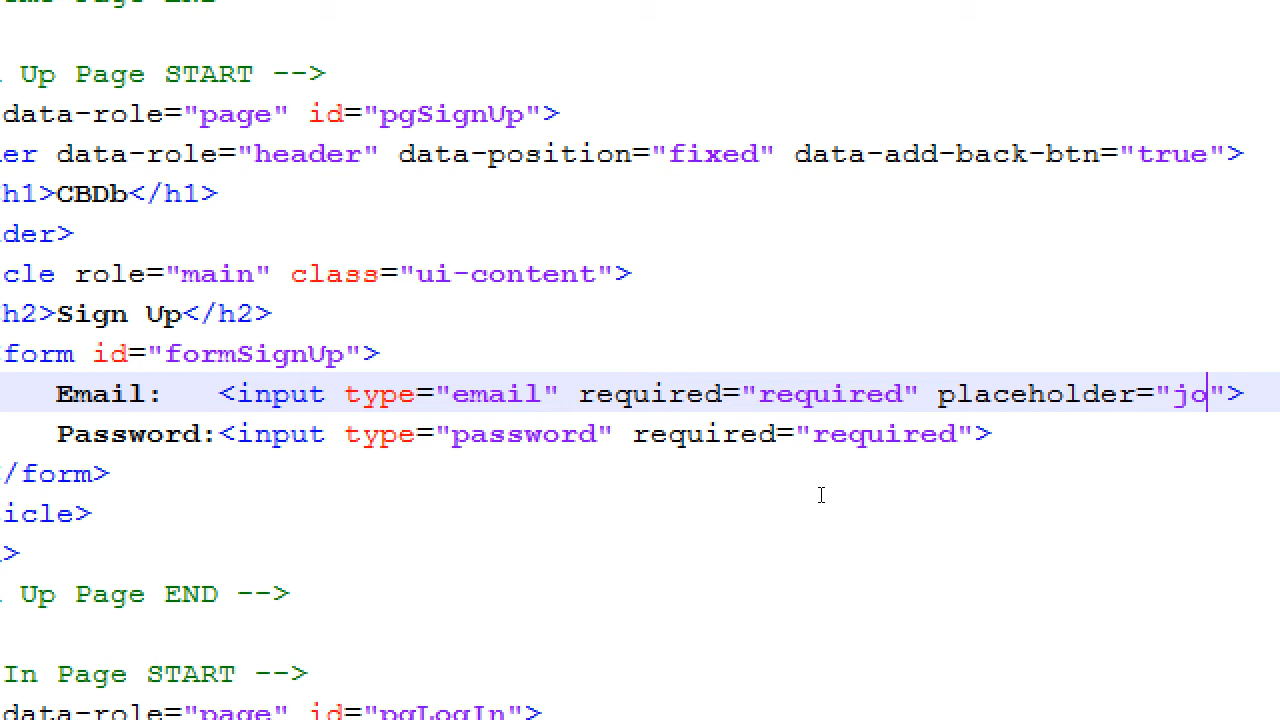 Page END
Up Page START -->
data-role="page" id="pgSignUp">
er data-role="header" data-position="fixed" data-add-back-btn="true">
h1>CBDb</h1>
der>
cle role="main" class="ui-content">
h2>Sign Up</h2>
form id="formSignUp">
Email:   <input type="email" required="required" placeholder="jo">
Password:<input type="password" required="required">
/form>
icle>
>
Up Page END -->
In Page START -->
data-role="page" id="pgLogIn">